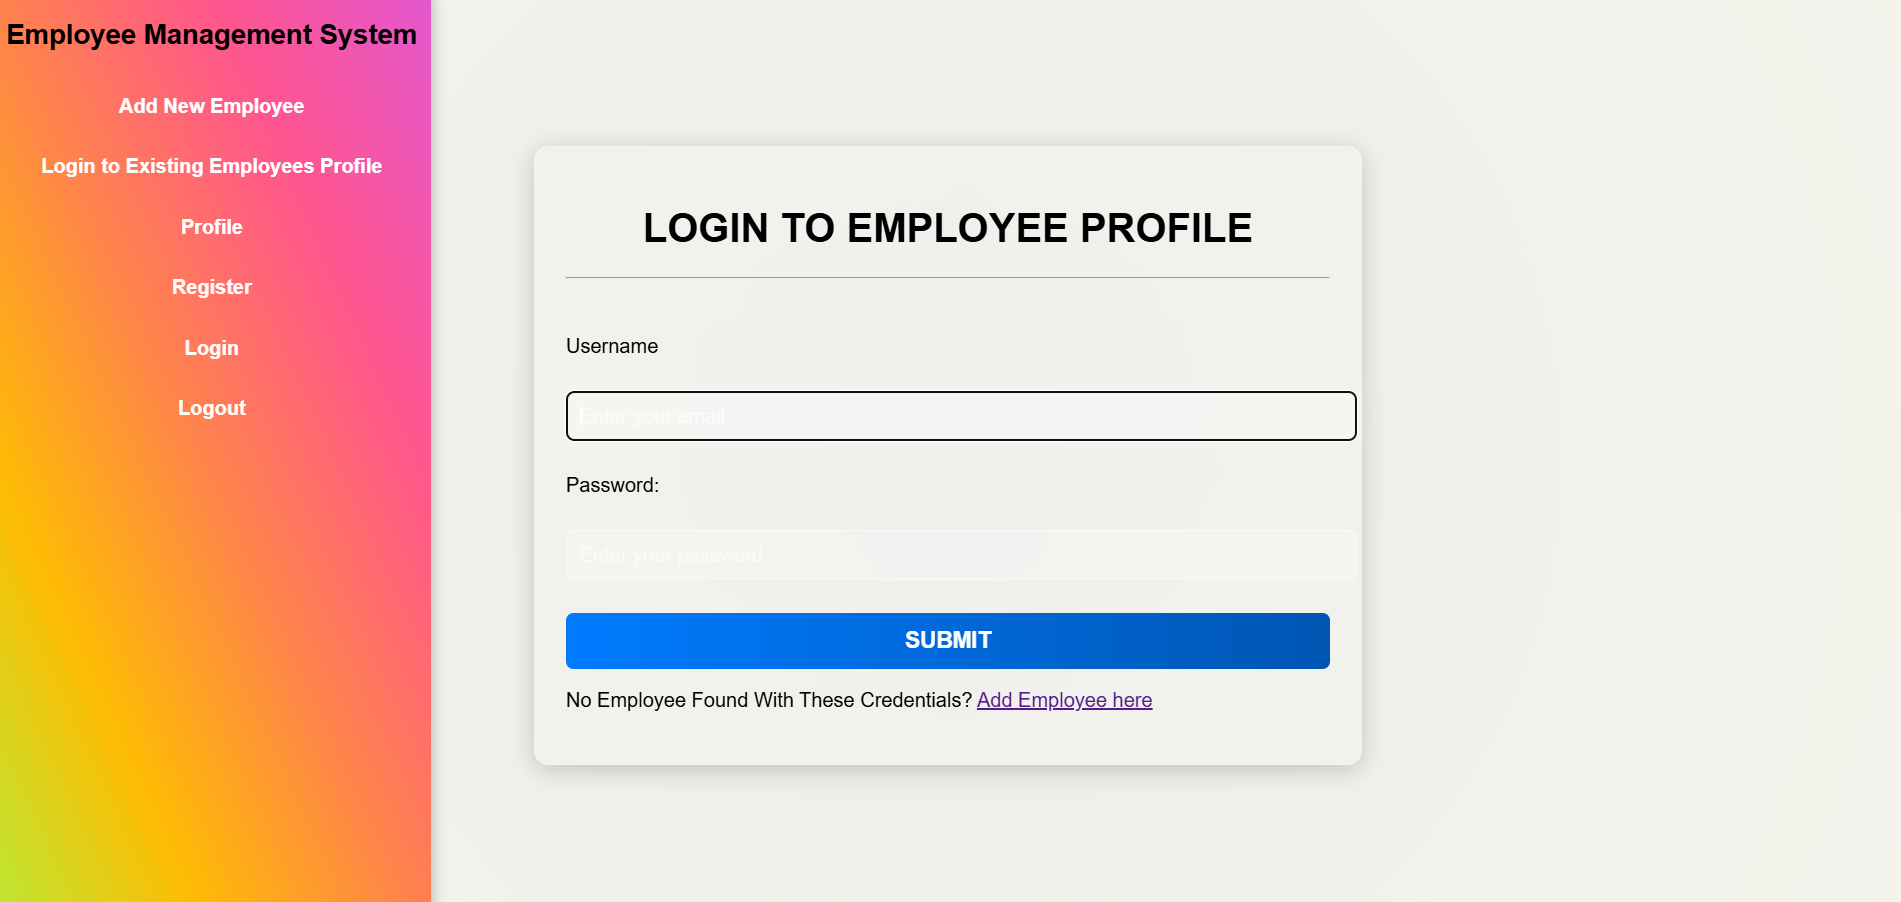 Employee Management System
Add New Employee
Login to Existing Employees Profile
Profile
Register
Login
Logout
LOGIN TO EMPLOYEE PROFILE
Username
Enter your email
Password:
Enter your password
SUBMIT
No Employee Found With These Credentials? Add Employee here